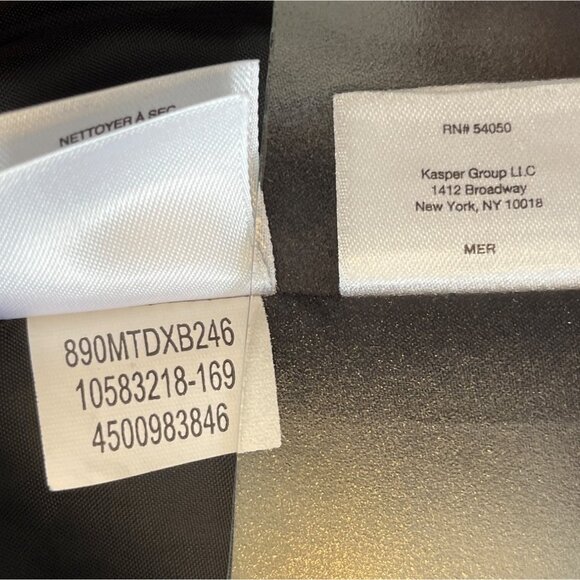 NETTOYER À SEC
890MTDXB246
10583218-169
4500983846
RN# 54050
Kasper Group LLC
1412 Broadway
New York, NY 10018
MER